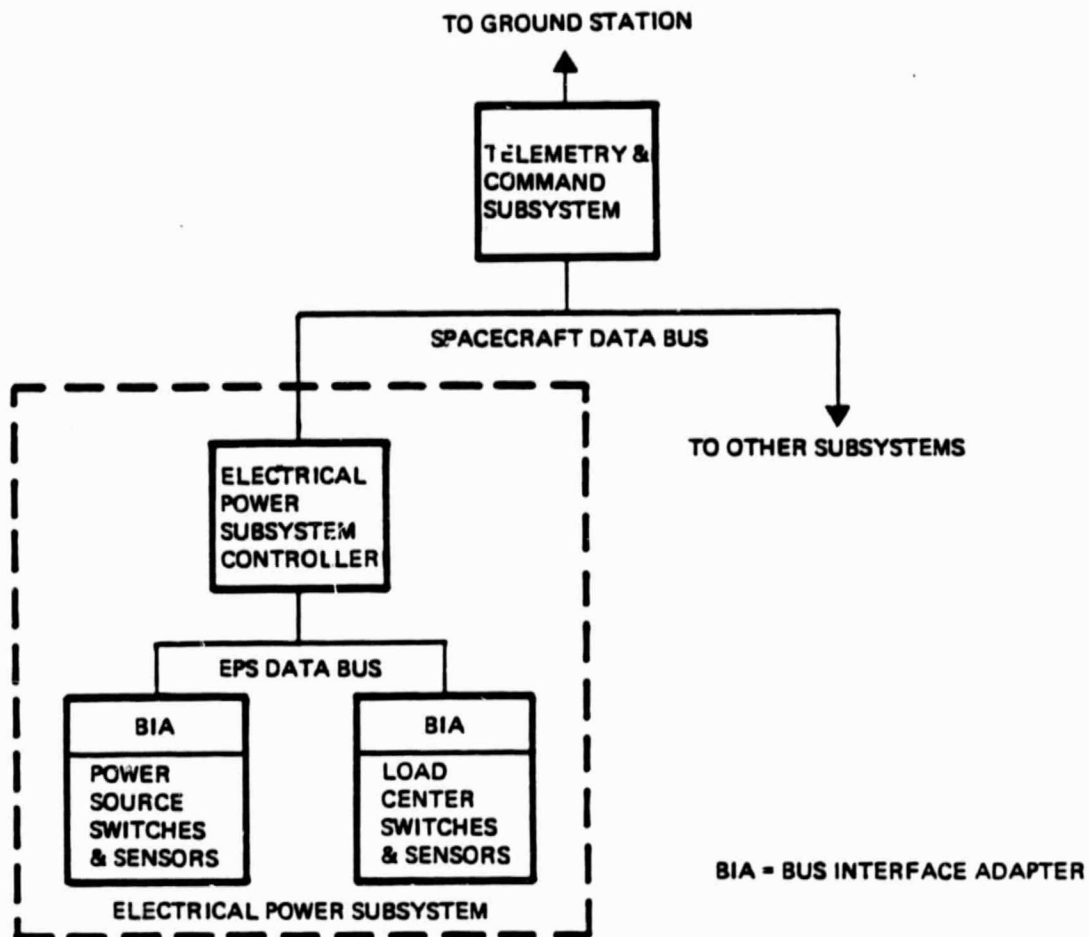 TO GROUND STATION
TELEMETRY &
COMMAND
SUBSYSTEM
SPACECRAFT DATA BUS
TO OTHER SUBSYSTEMS
ELECTRICAL
POWER
SUBSYSTEM
CONTROLLER
EPS DATA BUS
BIA
POWER
SOURCE
SWITCHES
& SENSORS
BIA
LOAD
CENTER
SWITCHES
& SENSORS
BIA = BUS INTERFACE ADAPTER
ELECTRICAL POWER SUBSYSTEM